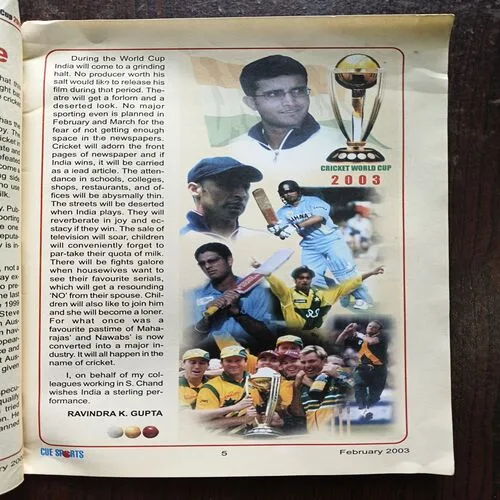 Cup
e
During the World Cup
India will come to a grinding
halt. No producer worth his
salt would like to release his
film during that period. The-
atre will get a forlorn and a
deserted look. No major
sporting even is planned in
February and March for the
fear of not getting enough
space in the newspapers.
Cricket will adorn the front
pages of newspaper and if
India wins, it will be carried
as a lead article. The atten-
dance in schools, colleges,
shops, restaurants, and of-
fices will be abysmally thin.
The streets will be deserted
when India plays. They will
reverberate in joy and ec-
stacy if they win. The sale of
television will soar, children
will conveniently forget to
par-take their quota of milk.
There will be fights galore
when housewives want to
see their favourite serials,
which will get a resounding
'NO' from their spouse. Chil-
dren will also like to join him
and she will become a loner.
For what once was a
favourite pastime of Maha-
rajas' and Nawabs' is now
converted into a major in-
dustry. It will all happen in the
name of cricket.
I, on behalf of my col-
leagues working in S. Chand
wishes India a sterling per-
formance.
RAVINDRA K. GUPTA
CRICKET WORLD CUP
2003
CUE SPORTS
5
February 2003